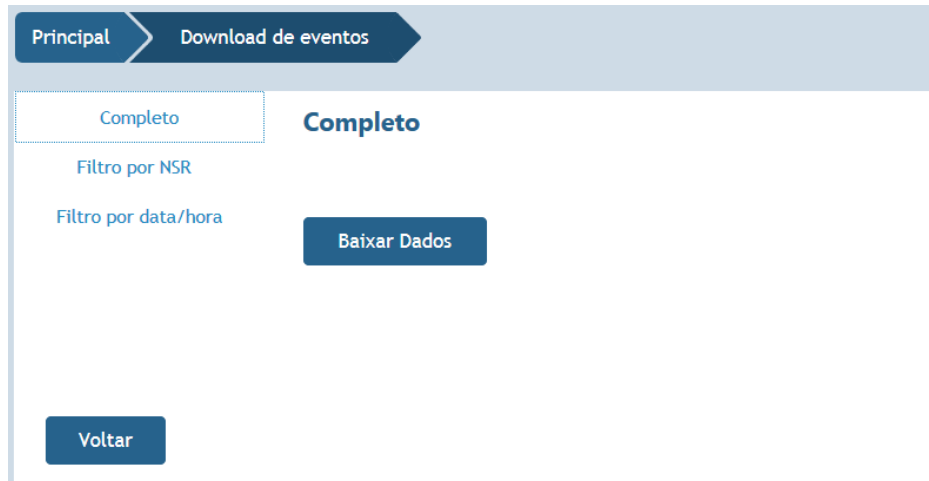 Principal
Download de eventos
Completo
Filtro por NSR
Filtro por data/hora
Voltar
Completo
Baixar Dados